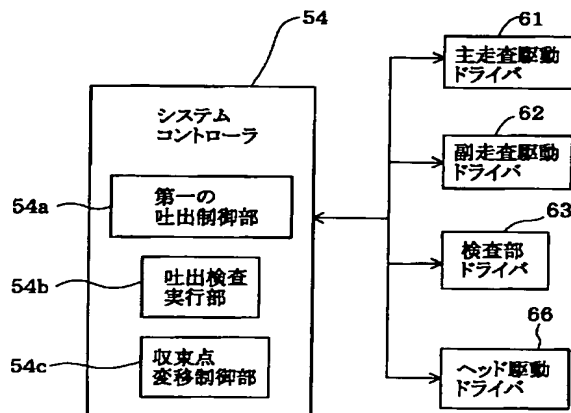 54
システム
コントローラ
54a
第一の
吐出制御部
54b
吐出検査
実行部
54c
収束点
変移制御部
61
主走査駆動
ドライバ
62
副走査駆動
ドライバ
63
検査部
ドライバ
66
ヘッド駆動
ドライバ